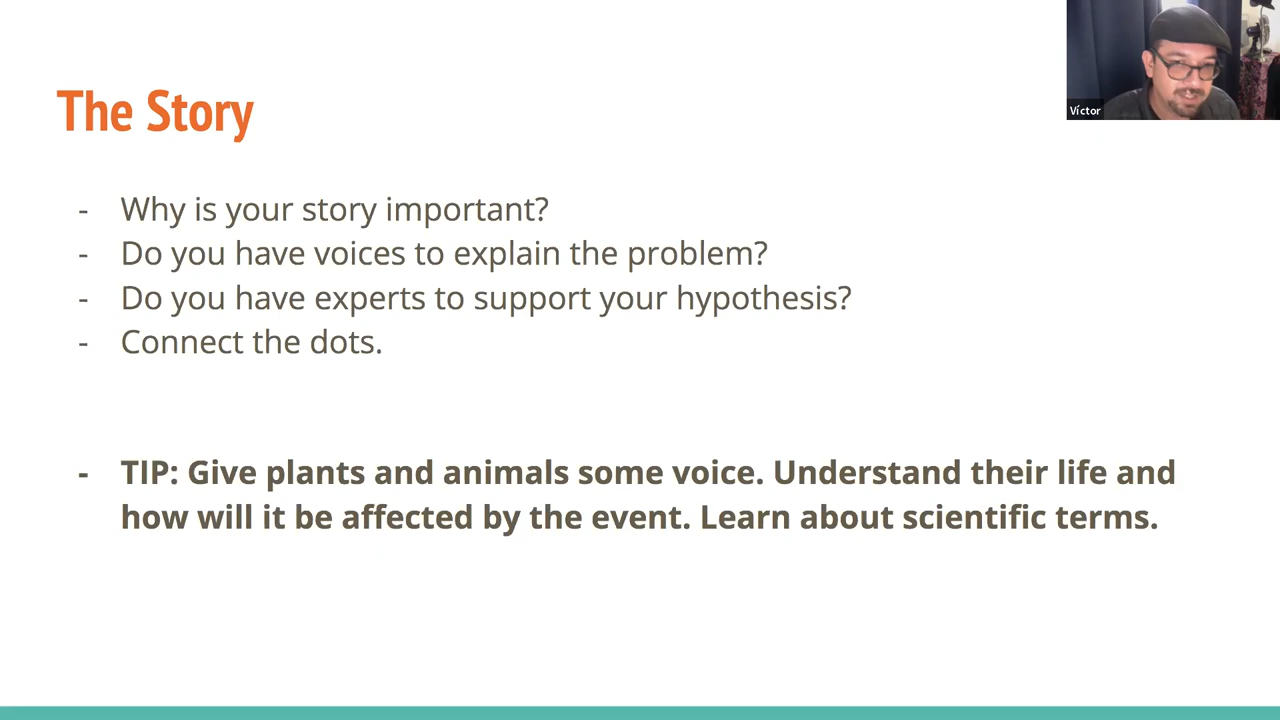 The Story
Víctor
- Why is your story important?
- Do you have voices to explain the problem?
- Do you have experts to support your hypothesis?
- Connect the dots.
- TIP: Give plants and animals some voice. Understand their life and
how will it be affected by the event. Learn about scientific terms.